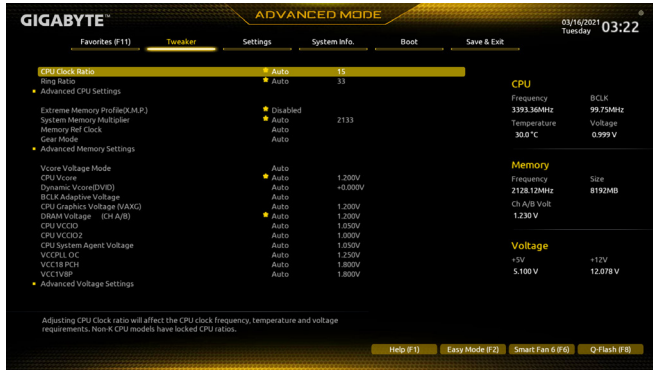 GIGABYTE™
ADVANCED MODE
03/16/2021 Tuesday 03:22
Favorites (F11) Tweaker Settings System Info. Boot Save & Exit
CPU Clock Ratio Auto 15
Ring Ratio Auto 33
Advanced CPU Settings
Extreme Memory Profile(X.M.P.) Disabled
System Memory Multiplier Auto 2133
Memory Ref Clock Auto
Gear Mode Auto
Advanced Memory Settings
Vcore Voltage Mode Auto
CPU Vcore Auto 1.200V
Dynamic Vcore(DVID) Auto +0.000V
BCLK Adaptive Voltage Auto
CPU Graphics Voltage (VAXG) Auto 1.200V
DRAM Voltage (CH A/B) Auto 1.200V
CPU VCCIO Auto 1.050V
CPU VCCIO2 Auto 1.000V
CPU System Agent Voltage Auto 1.050V
VCCPLL OC Auto 1.250V
VCC18 PCH Auto 1.800V
VCC1V8P Auto 1.800V
Advanced Voltage Settings
CPU
Frequency BCLK
3393.36MHz 99.75MHz
Temperature Voltage
30.0 °C 0.999 V
Memory
Frequency Size
2128.12MHz 8192MB
Ch A/B Volt
1.230 V
Voltage
+5V +12V
5.100 V 12.078 V
Adjusting CPU Clock ratio will affect the CPU clock frequency, temperature and voltage
requirements. Non-K CPU models have locked CPU ratios.
Help (F1) Easy Mode (F2) Smart Fan 6 (F6) Q-Flash (F8)